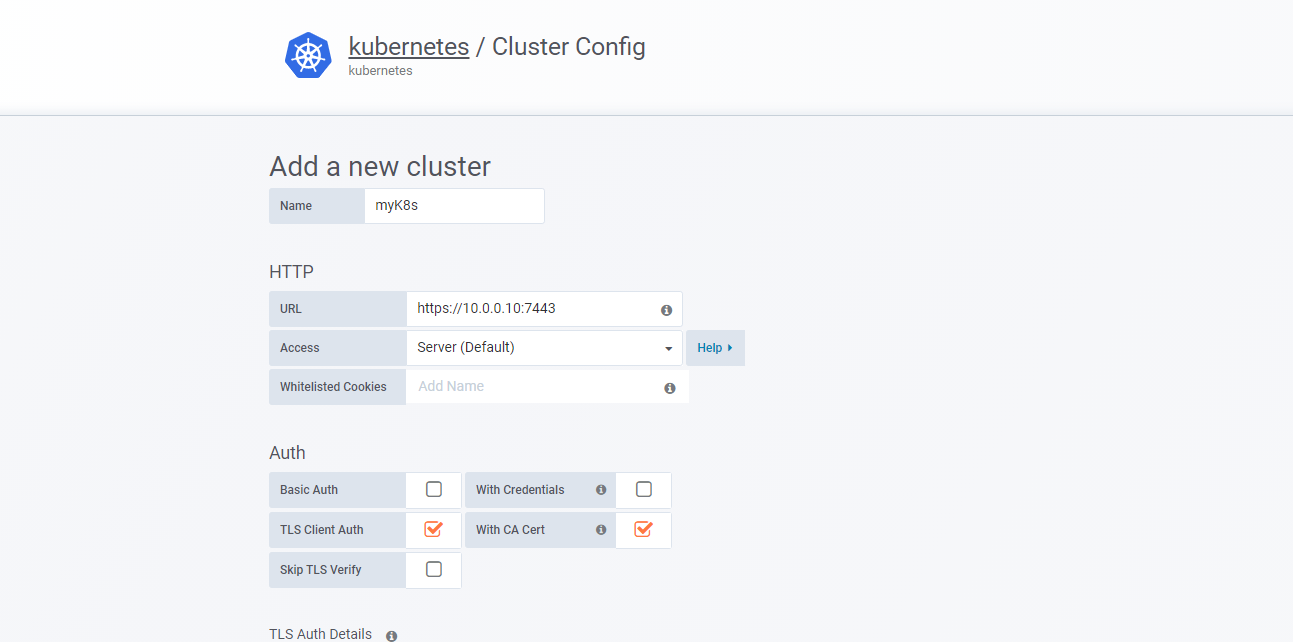 kubernetes / Cluster Config
kubernetes
Add a new cluster
Name myK8s
HTTP
URL https://10.0.0.10:7443
Access Server (Default) Help
Whitelisted Cookies Add Name
Auth
Basic Auth With Credentials
TLS Client Auth With CA Cert
Skip TLS Verify
TLS Auth Details